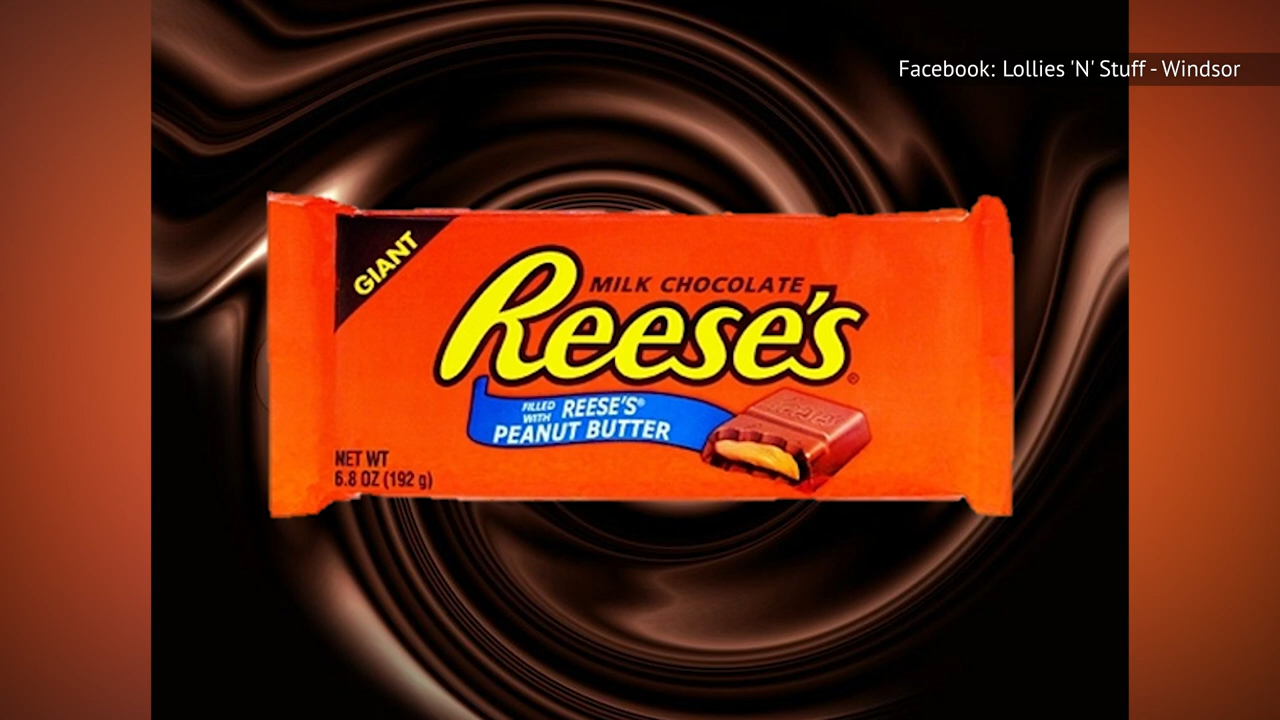 Facebook: Lollies 'N' Stuff - Windsor
GIANT
MILK CHOCOLATE
Reese's®
FILLED
WITH
REESE'S®
PEANUT BUTTER
Reese's
NET WT
6.8 OZ (192 g)